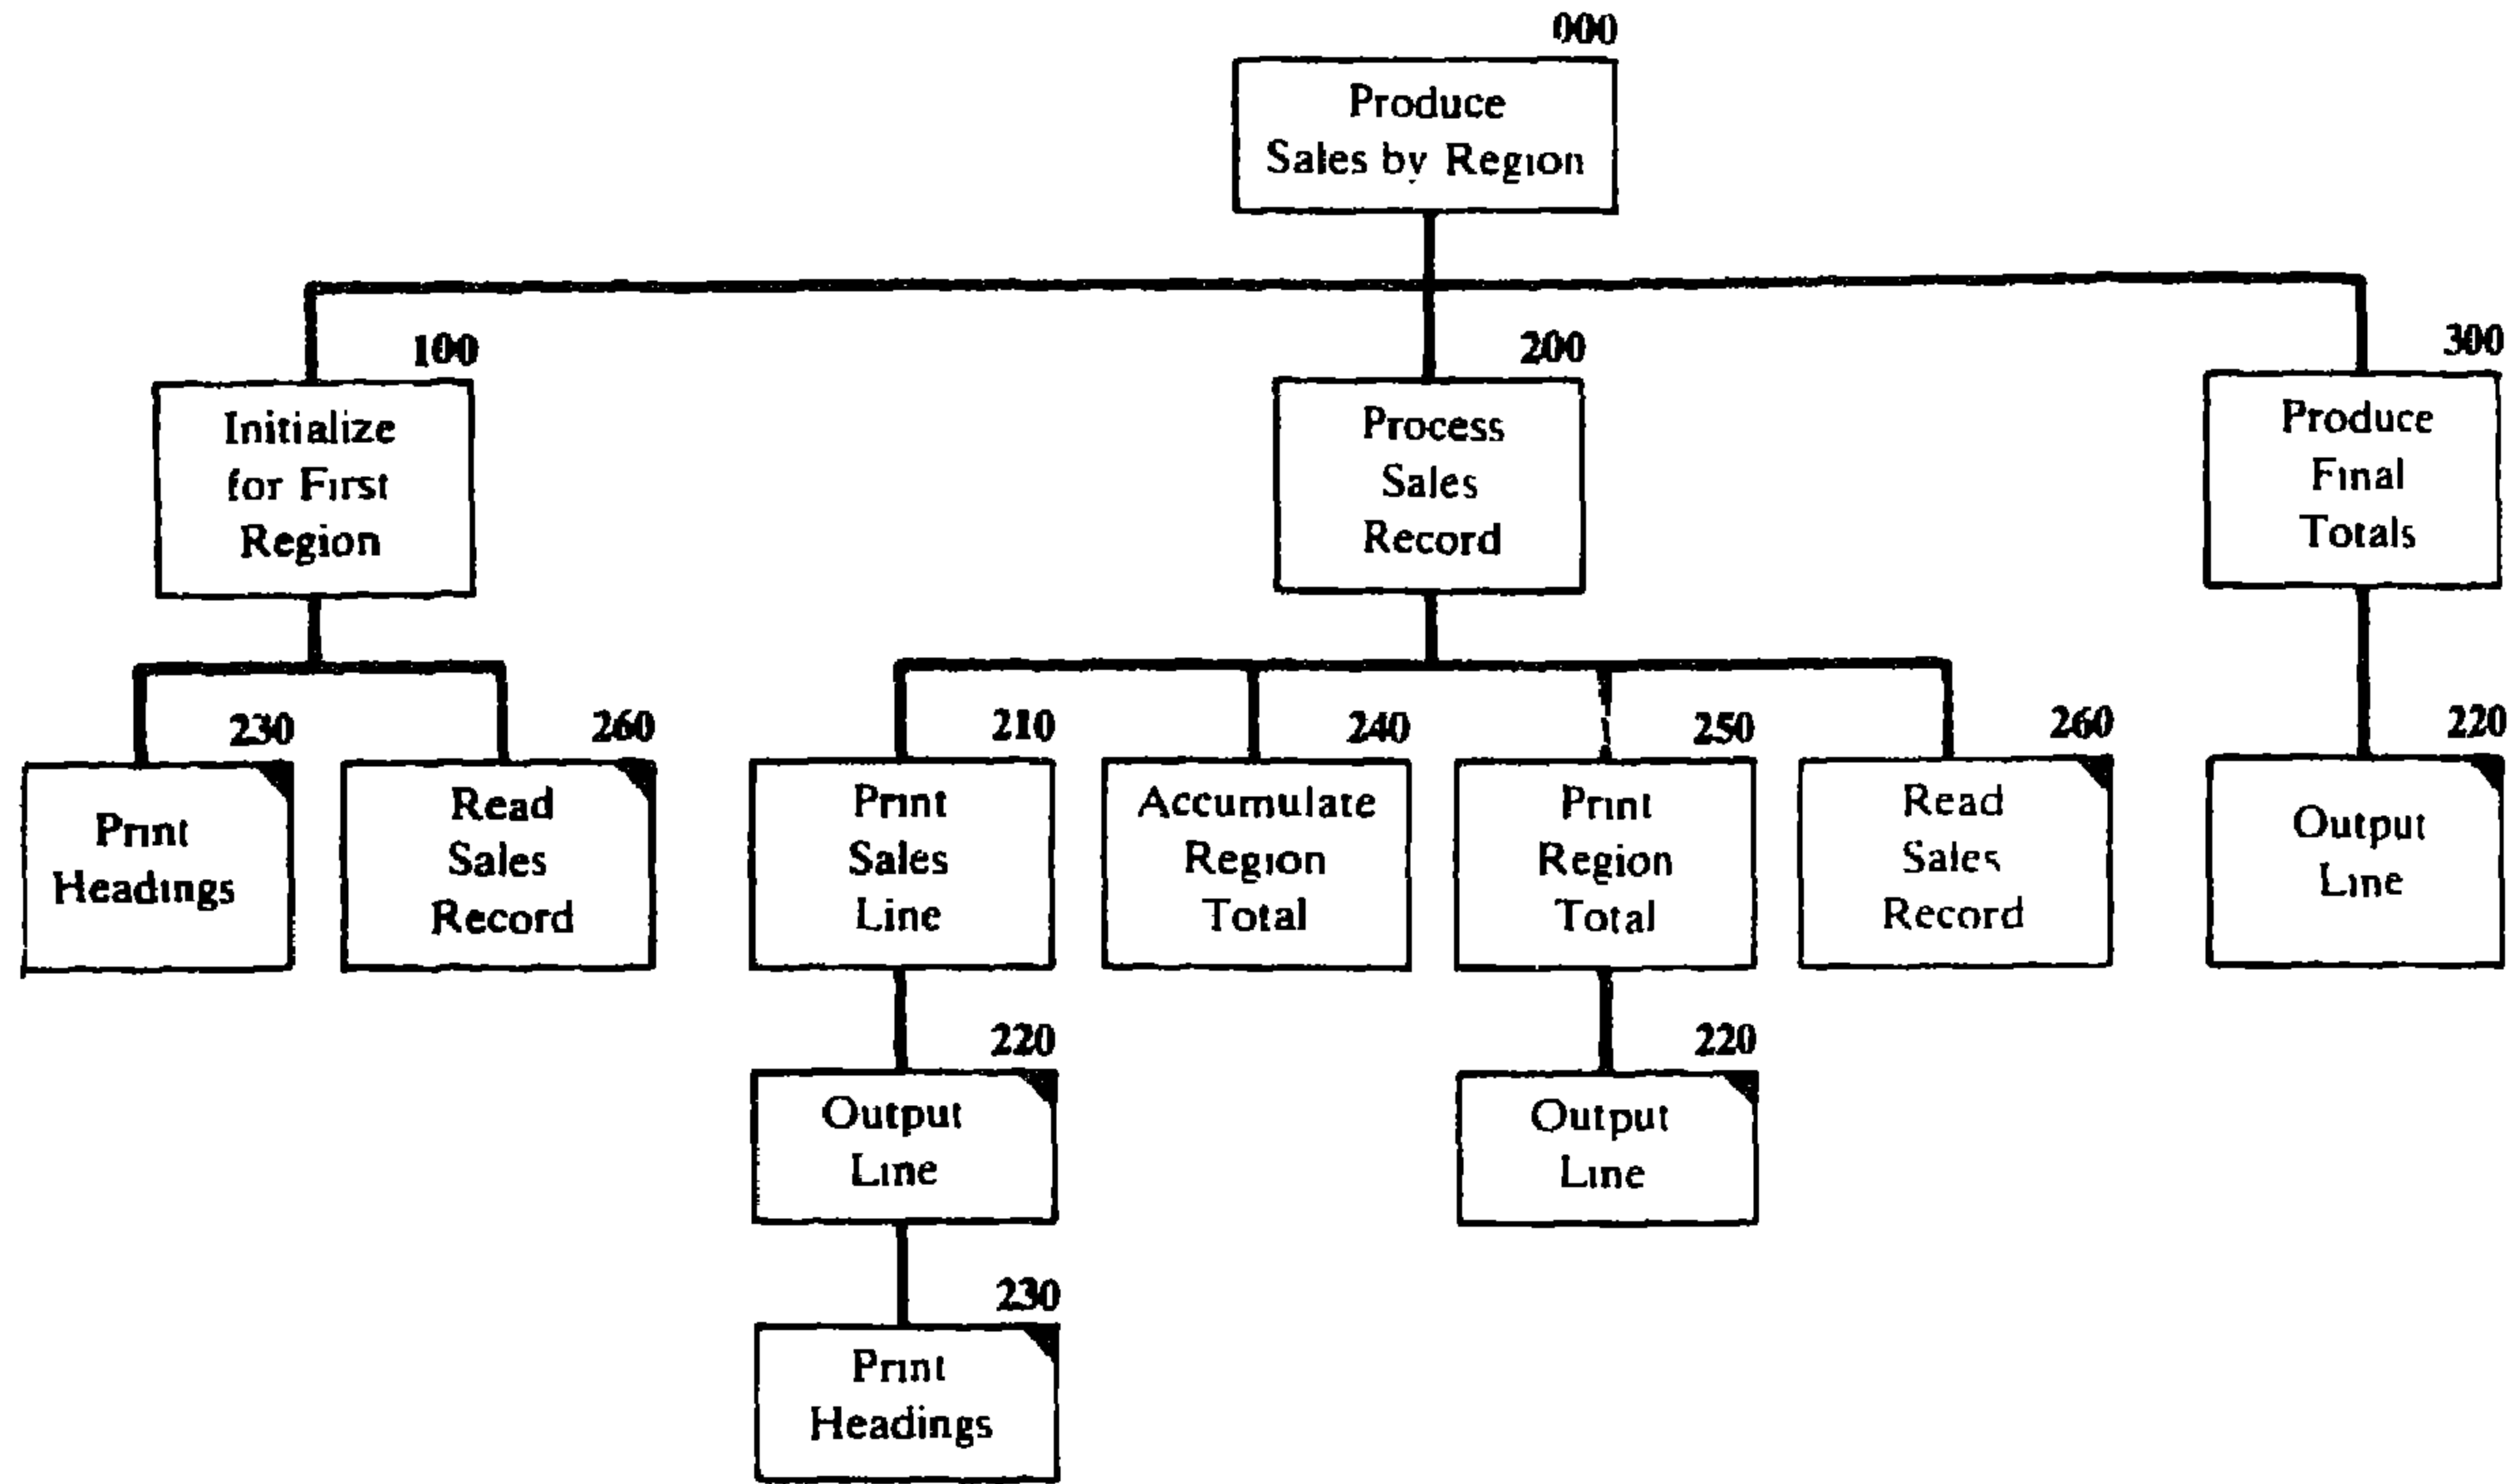 000
Produce
Sales by Region
100
Initialize
for First
Region
200
Process
Sales
Record
300
Produce
Final
Totals
230
Print
Headings
260
Read
Sales
Record
210
Print
Sales
Line
240
Accumulate
Region
Total
250
Print
Region
Total
260
Read
Sales
Record
220
Output
Line
220
Output
Line
220
Output
Line
230
Print
Headings